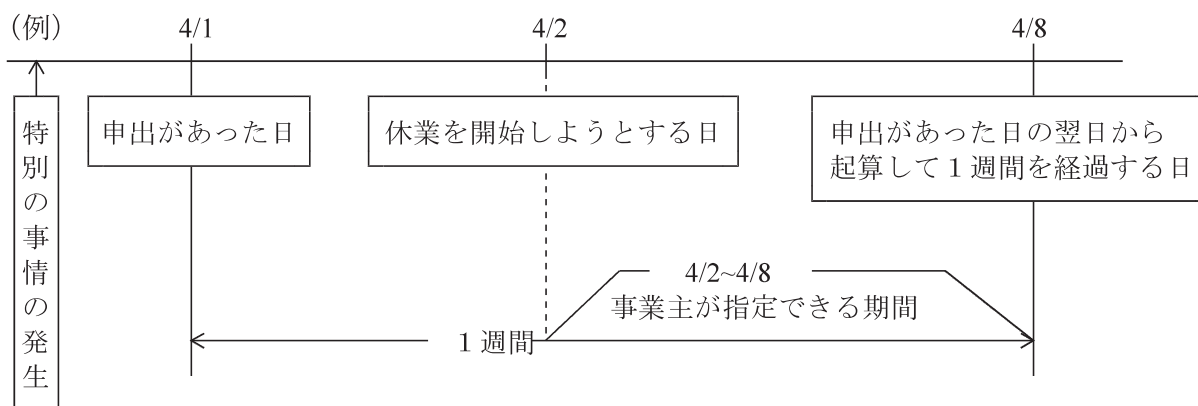 （例）
4/1
4/2
4/8
特別の事情の発生
申出があった日
休業を開始しようとする日
申出があった日の翌日から
起算して１週間を経過する日
4/2~4/8
事業主が指定できる期間
１週間